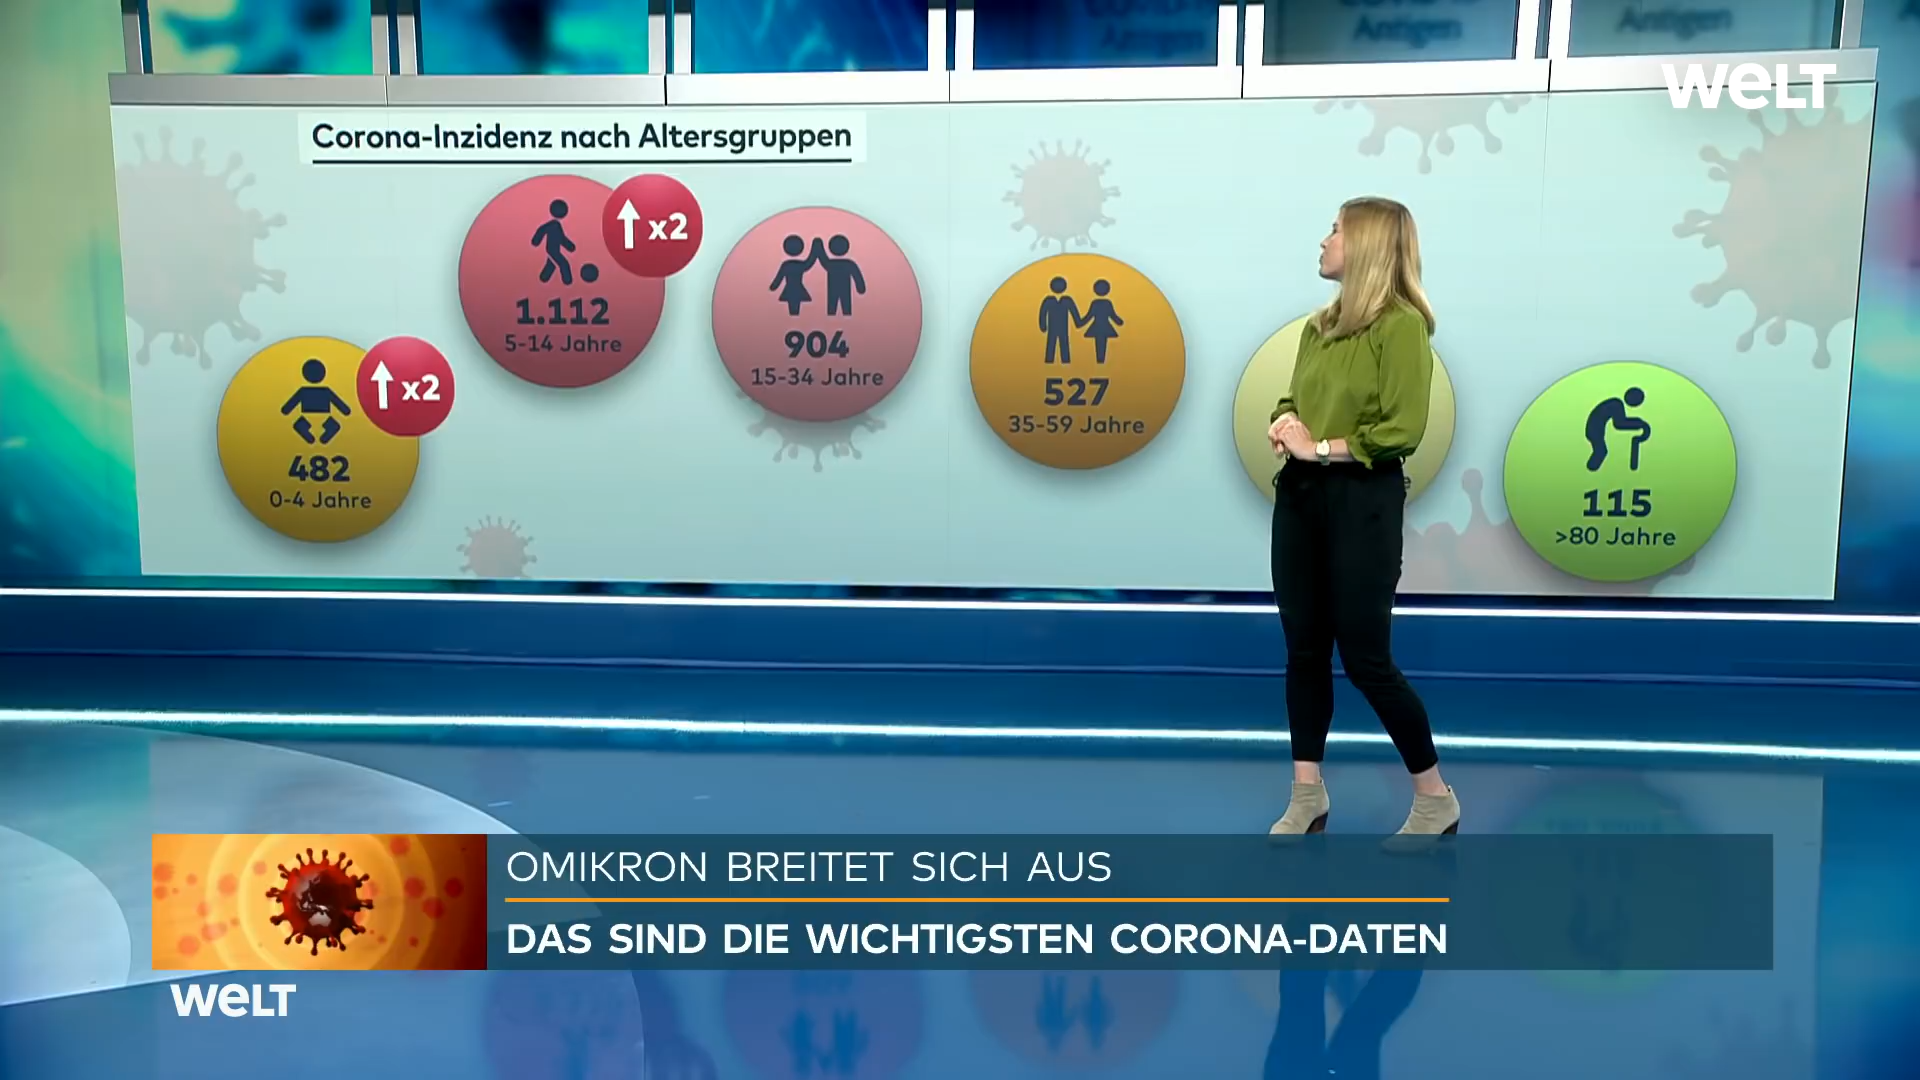 Antigen
Antigen
WELT
Corona-Inzidenz nach Altersgruppen
x2
1.112
5-14 Jahre
904
15-34 Jahre
527
35-59 Jahre
x2
482
0-4 Jahre
115
>80 Jahre
OMIKRON BREITET SICH AUS
DAS SIND DIE WICHTIGSTEN CORONA-DATEN
WELT